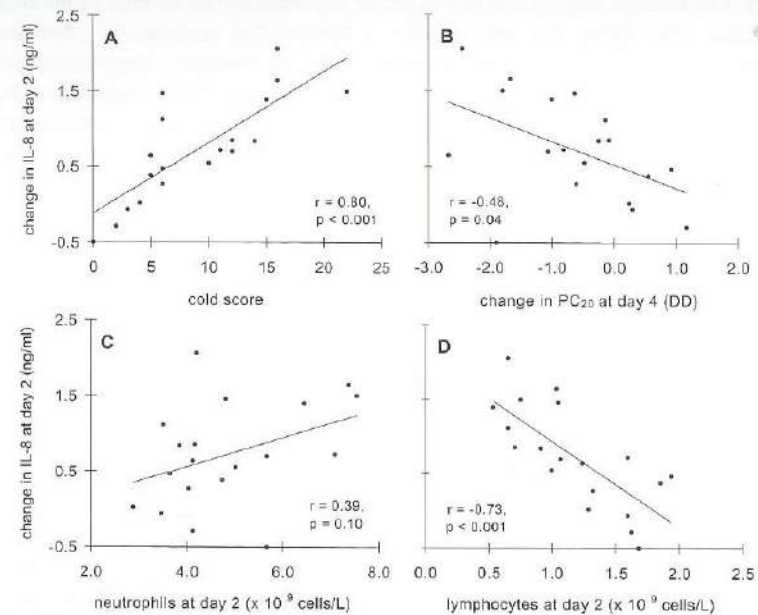 A
B
change in IL-8 at day 2 (ng/ml)
2.5
1.5
0.5
-0.5
r = 0.80,
p < 0.001
r = -0.48,
p = 0.04
0 5 10 15 20 25
-3.0 -2.0 -1.0 0.0 1.0 2.0
cold score
change in PC20 at day 4 (DD)
C
D
change in IL-8 at day 2 (ng/ml)
2.5
1.5
0.5
-0.5
r = 0.39,
p = 0.10
r = -0.73,
p < 0.001
2.0 4.0 6.0 8.0
0.0 0.5 1.0 1.5 2.0 2.5
neutrophils at day 2 (x 10 9 cells/L)
lymphocytes at day 2 (x 10 9 cells/L)